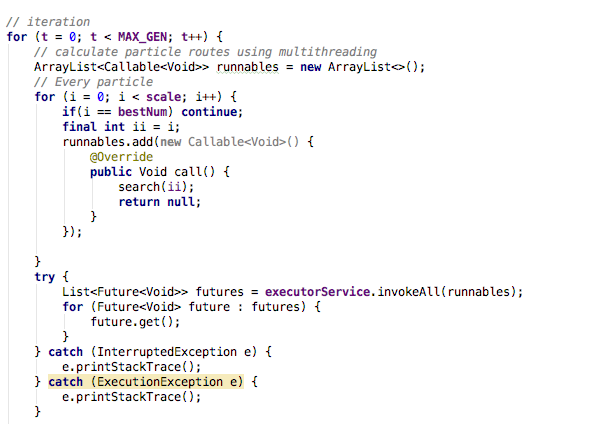 // iteration
for (t = 0; t < MAX_GEN; t++) {
    // calculate particle routes using multithreading
    ArrayList<Callable<Void>> runnables = new ArrayList<>();
    // Every particle
    for (i = 0; i < scale; i++) {
        if(i == bestNum) continue;
        final int ii = i;
        runnables.add(new Callable<Void>() {
            @Override
            public Void call() {
                search(ii);
                return null;
            }
        });
    }
    try {
        List<Future<Void>> futures = executorService.invokeAll(runnables);
        for (Future<Void> future : futures) {
            future.get();
        }
    } catch (InterruptedException e) {
        e.printStackTrace();
    } catch (ExecutionException e) {
        e.printStackTrace();
    }